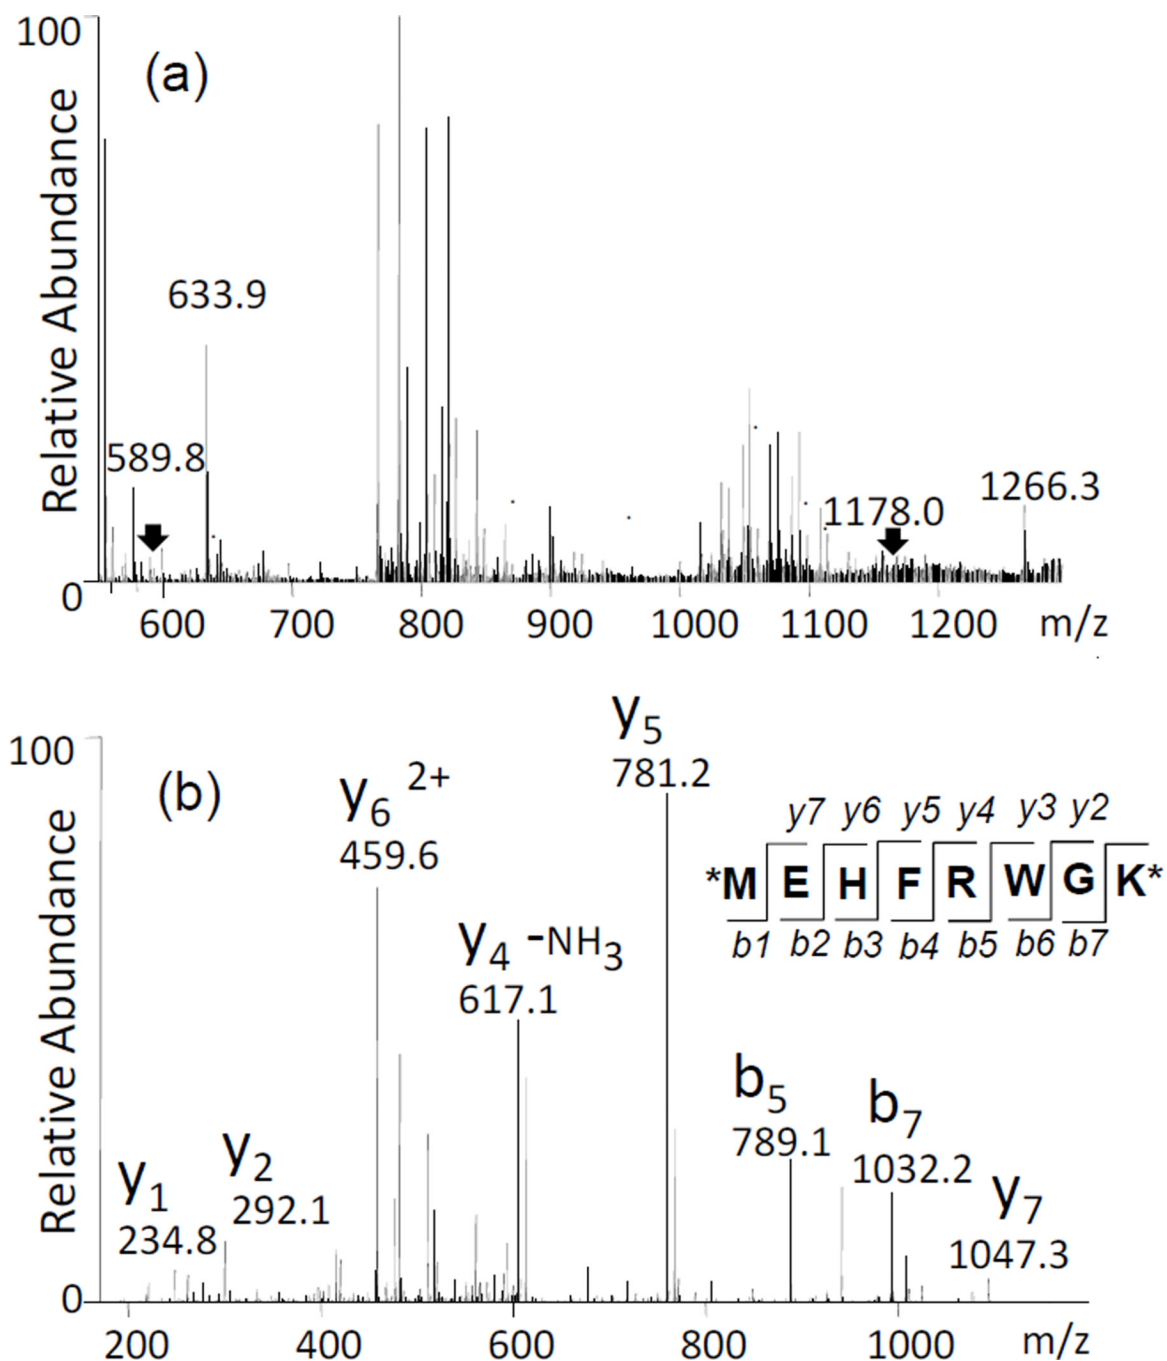 100
(a)
Relative Abundance
633.9
589.8
1178.0
1266.3
0
600 700 800 900 1000 1100 1200 m/z
y5
781.2
100
(b)
y6 2+
459.6
y7 y6 y5 y4 y3 y2
*M E H F R W G K*
b1 b2 b3 b4 b5 b6 b7
y4 -NH3
617.1
Relative Abundance
b5
789.1
b7
1032.2
y1
234.8
y2
292.1
y7
1047.3
0
200 400 600 800 1000 m/z